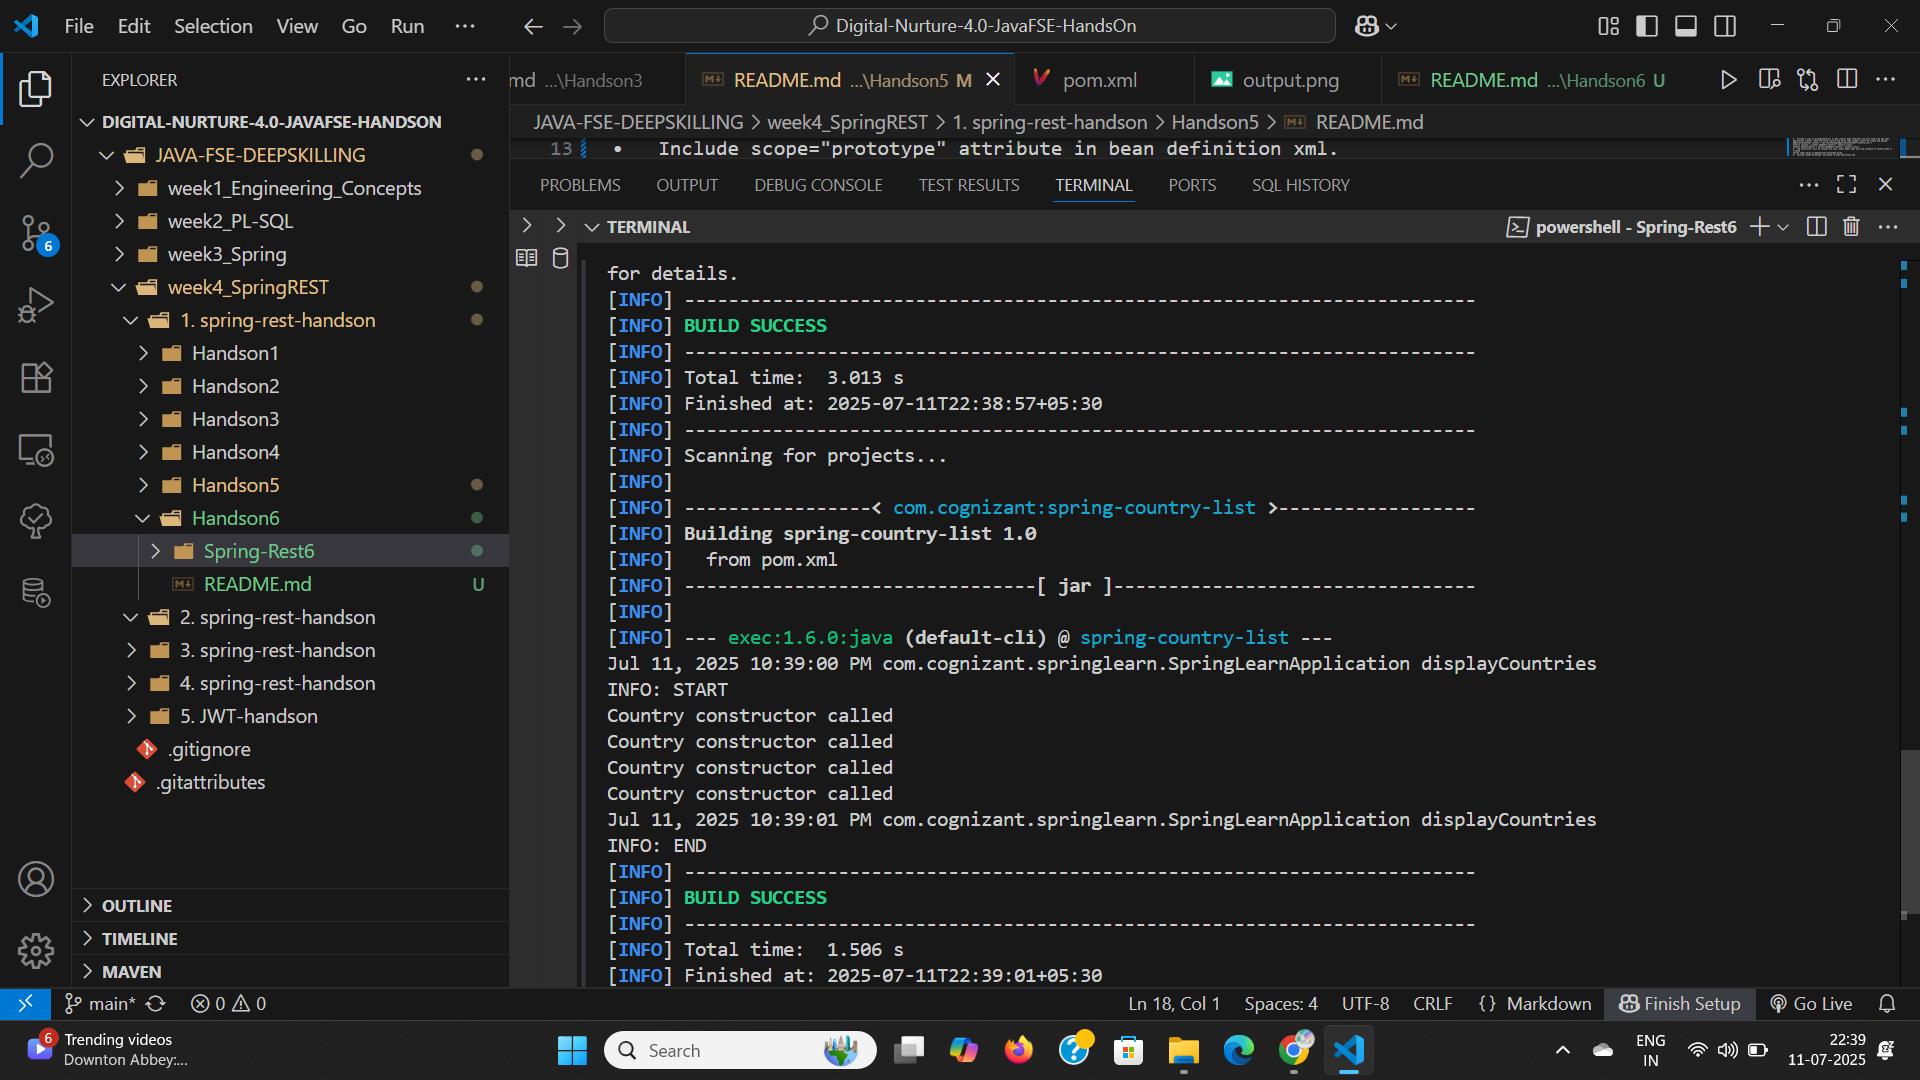 File Edit Selection View Go Run ···
Digital-Nurture-4.0-JavaFSE-HandsOn
EXPLORER
DIGITAL-NURTURE-4.0-JAVAFSE-HANDSON
JAVA-FSE-DEEPSKILLING
week1_Engineering_Concepts
week2_PL-SQL
week3_Spring
week4_SpringREST
1. spring-rest-handson
Handson1
Handson2
Handson3
Handson4
Handson5
Handson6
Spring-Rest6
README.md U
2. spring-rest-handson
3. spring-rest-handson
4. spring-rest-handson
5. JWT-handson
.gitignore
.gitattributes
OUTLINE
TIMELINE
MAVEN
6
md ...\Handson3
README.md ...\Handson5 M
pom.xml
output.png
README.md ...\Handson6 U
JAVA-FSE-DEEPSKILLING > week4_SpringREST > 1. spring-rest-handson > Handson5 > README.md
13 • Include scope="prototype" attribute in bean definition xml.
PROBLEMS OUTPUT DEBUG CONSOLE TEST RESULTS TERMINAL PORTS SQL HISTORY
TERMINAL
powershell - Spring-Rest6
for details.
[INFO] ------------------------------------------------------------------------
[INFO] BUILD SUCCESS
[INFO] ------------------------------------------------------------------------
[INFO] Total time:  3.013 s
[INFO] Finished at: 2025-07-11T22:38:57+05:30
[INFO] ------------------------------------------------------------------------
[INFO] Scanning for projects...
[INFO]
[INFO] -----------------< com.cognizant:spring-country-list >------------------
[INFO] Building spring-country-list 1.0
[INFO]   from pom.xml
[INFO] --------------------------------[ jar ]---------------------------------
[INFO]
[INFO] --- exec:1.6.0:java (default-cli) @ spring-country-list ---
Jul 11, 2025 10:39:00 PM com.cognizant.springlearn.SpringLearnApplication displayCountries
INFO: START
Country constructor called
Country constructor called
Country constructor called
Country constructor called
Jul 11, 2025 10:39:01 PM com.cognizant.springlearn.SpringLearnApplication displayCountries
INFO: END
[INFO] ------------------------------------------------------------------------
[INFO] BUILD SUCCESS
[INFO] ------------------------------------------------------------------------
[INFO] Total time:  1.506 s
[INFO] Finished at: 2025-07-11T22:39:01+05:30
main* 0 0
Ln 18, Col 1 Spaces: 4 UTF-8 CRLF {} Markdown Finish Setup Go Live
6
Trending videos
Downton Abbey:...
Search
ENG
IN
22:39
11-07-2025